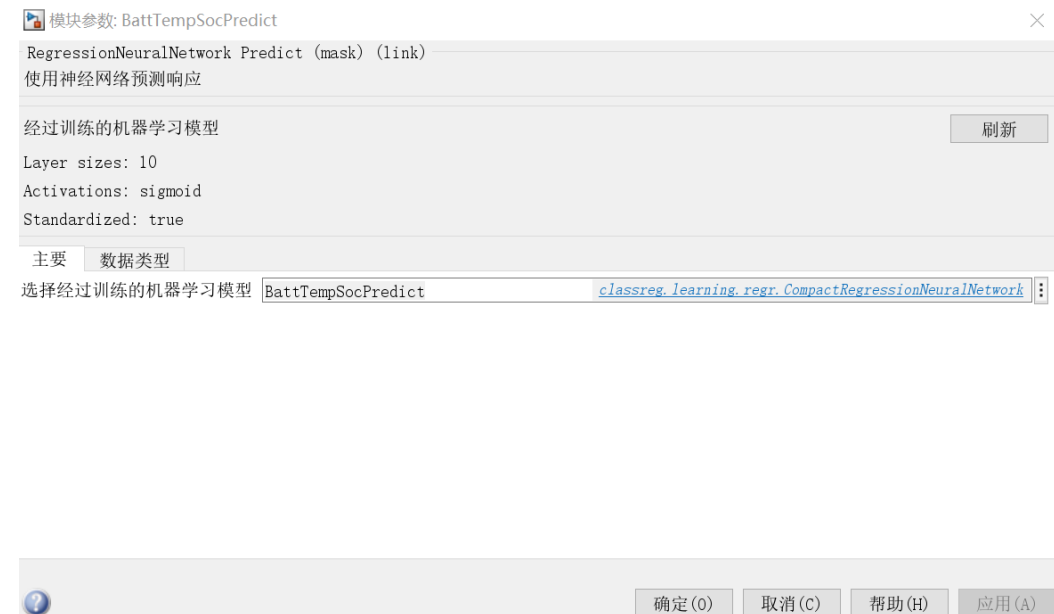 模块参数: BattTempSocPredict
RegressionNeuralNetwork Predict (mask) (link)
使用神经网络预测响应
经过训练的机器学习模型
刷新
Layer sizes: 10
Activations: sigmoid
Standardized: true
主要 数据类型
选择经过训练的机器学习模型 BattTempSocPredict classreg.learning.regr.CompactRegressionNeuralNetwork
确定(O) 取消(C) 帮助(H) 应用(A)